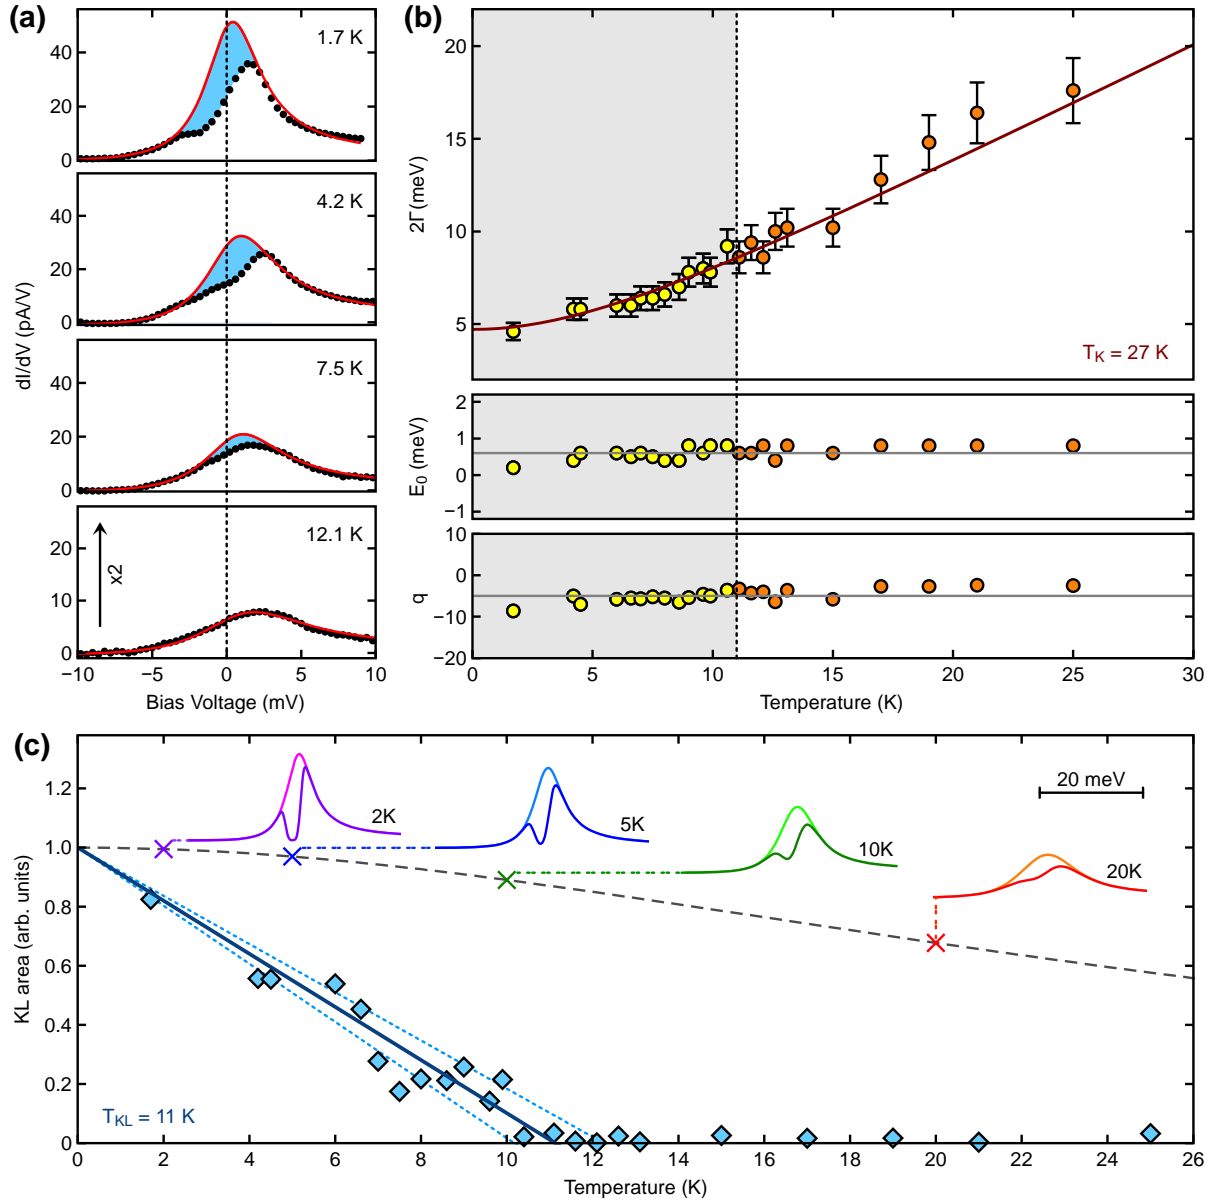 (a)
1.7 K
40
20
0
4.2 K
40
20
0
7.5 K
40
20
0
12.1 K
x2
20
10
0
dI/dV (pA/V)
−10
−5
0
5
10
Bias Voltage (mV)
(b)
20
15
10
5
2Γ (meV)
T_K = 27 K
2
1
0
−1
E_0 (meV)
10
0
−10
−20
q
0
5
10
15
20
25
30
Temperature (K)
(c)
1.2
1.0
0.8
0.6
0.4
0.2
0
KL area (arb. units)
2K
5K
10K
20K
20 meV
T_KL = 11 K
0
2
4
6
8
10
12
14
16
18
20
22
24
26
Temperature (K)